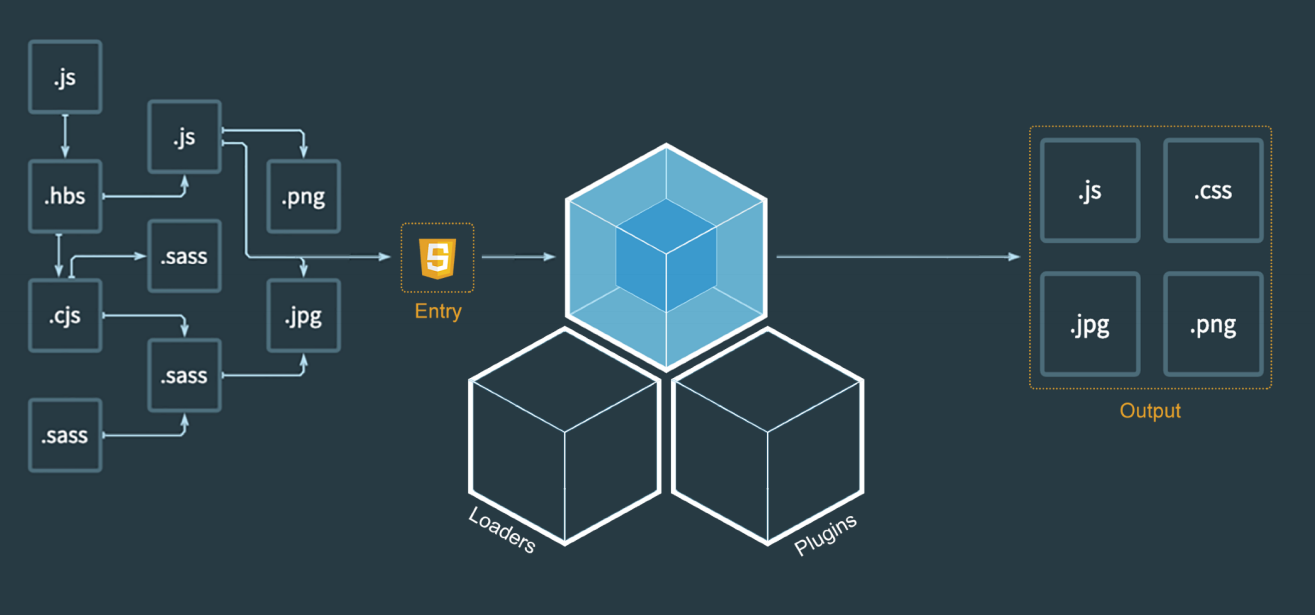 .js
.js
.hbs
.png
.sass
.cjs
.jpg
.sass
.sass
5
Entry
Loaders
Plugins
.js
.css
.jpg
.png
Output